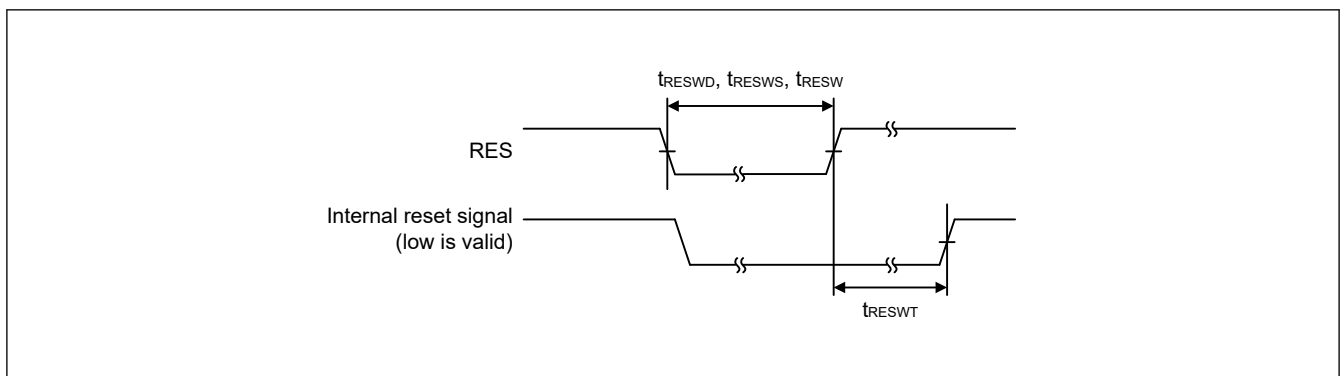 tRESWD, tRESWS, tRESW
RES
Internal reset signal
(low is valid)
tRESWT